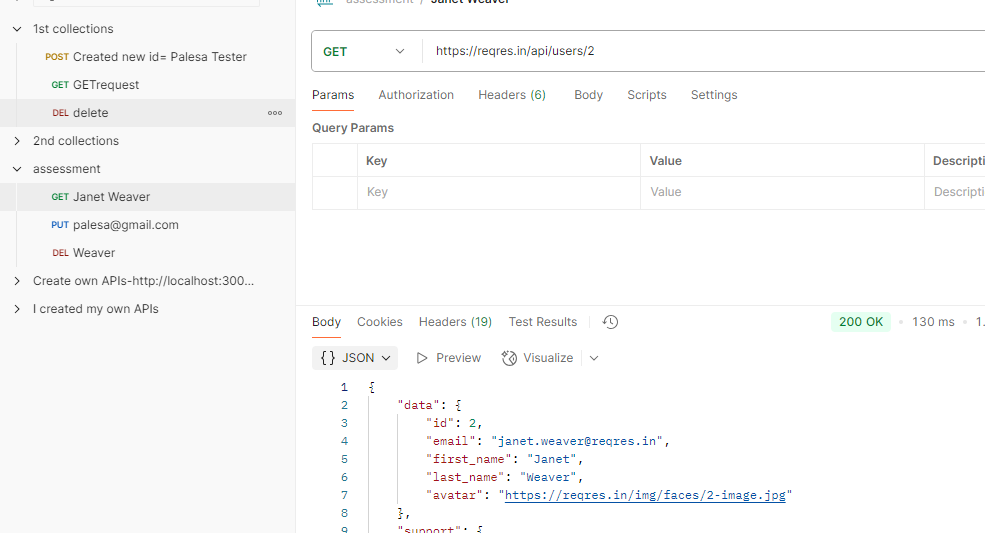 assessment / Janet Weaver
1st collections
POST Created new id= Palesa Tester
GET GETrequest
DEL delete
2nd collections
assessment
GET Janet Weaver
PUT palesa@gmail.com
DEL Weaver
Create own APIs-http://localhost:300...
I created my own APIs
GET https://reqres.in/api/users/2
Params Authorization Headers (6) Body Scripts Settings
Query Params
Key Value Descripti
Key Value Descripti
Body Cookies Headers (19) Test Results 200 OK • 130 ms • 1.
{} JSON Preview Visualize
1 {
2 "data": {
3 "id": 2,
4 "email": "janet.weaver@reqres.in",
5 "first_name": "Janet",
6 "last_name": "Weaver",
7 "avatar": "https://reqres.in/img/faces/2-image.jpg"
8 },
9 "support": {